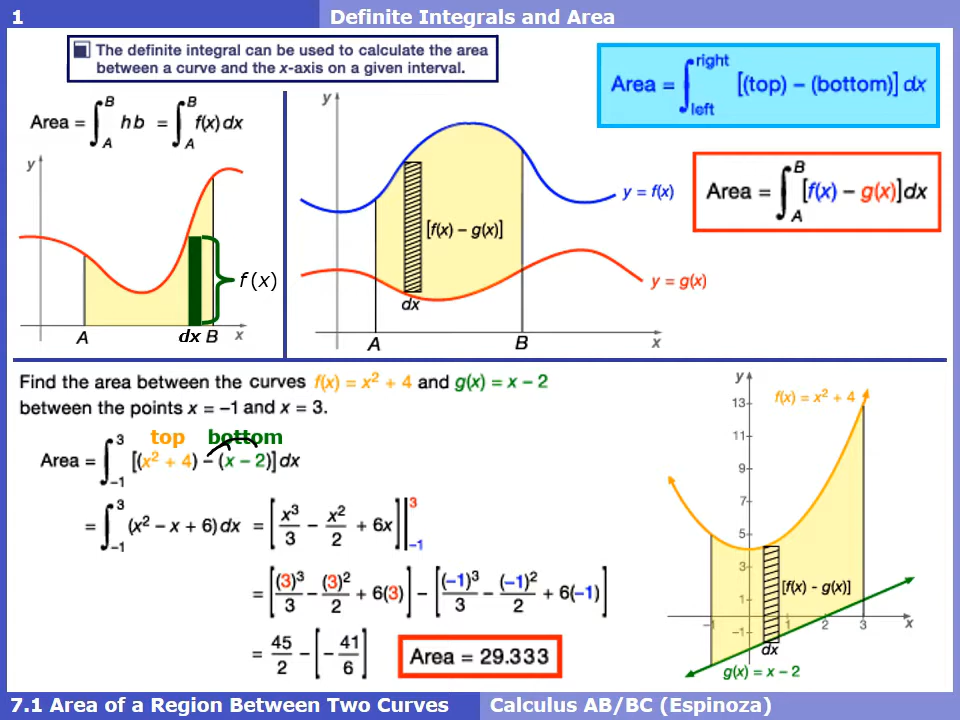 1
Definite Integrals and Area
The definite integral can be used to calculate the area
between a curve and the x-axis on a given interval.
Area = ∫_A^B h b = ∫_A^B f(x) dx
y
f(x)
A
dx
B
x
y
y = f(x)
[f(x) – g(x)]
y = g(x)
dx
A
B
x
Area = ∫_left^right [(top) – (bottom)] dx
Area = ∫_A^B [f(x) – g(x)] dx
Find the area between the curves f(x) = x² + 4 and g(x) = x – 2
between the points x = –1 and x = 3.
top bottom
Area = ∫_–1^3 [(x² + 4) – (x – 2)] dx
= ∫_–1^3 (x² – x + 6) dx = [x³/3 – x²/2 + 6x] |_–1^3
= [(3)³/3 – (3)²/2 + 6(3)] – [(–1)³/3 – (–1)²/2 + 6(–1)]
= 45/2 – [– 41/6]
Area = 29.333
y
f(x) = x² + 4
13
11
9
7
5
3
1
–1
–1
1
2
3
x
[f(x) - g(x)]
dx
g(x) = x – 2
7.1 Area of a Region Between Two Curves
Calculus AB/BC (Espinoza)